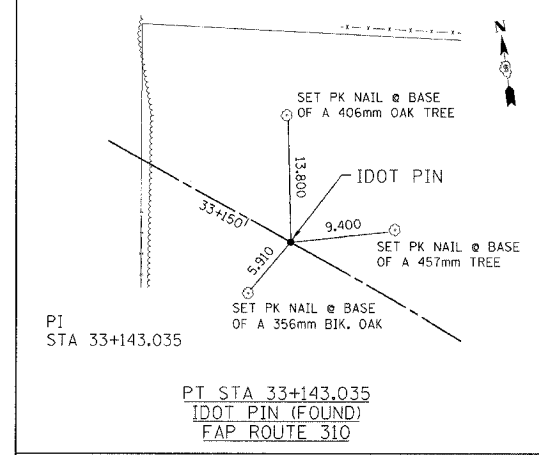 N
SET PK NAIL @ BASE
OF A 406mm OAK TREE
13.800
IDOT PIN
33+150
9.400
SET PK NAIL @ BASE
OF A 457mm TREE
5.910
SET PK NAIL @ BASE
OF A 356mm BIK. OAK
PI
STA 33+143.035
PT STA 33+143.035
IDOT PIN (FOUND)
FAP ROUTE 310